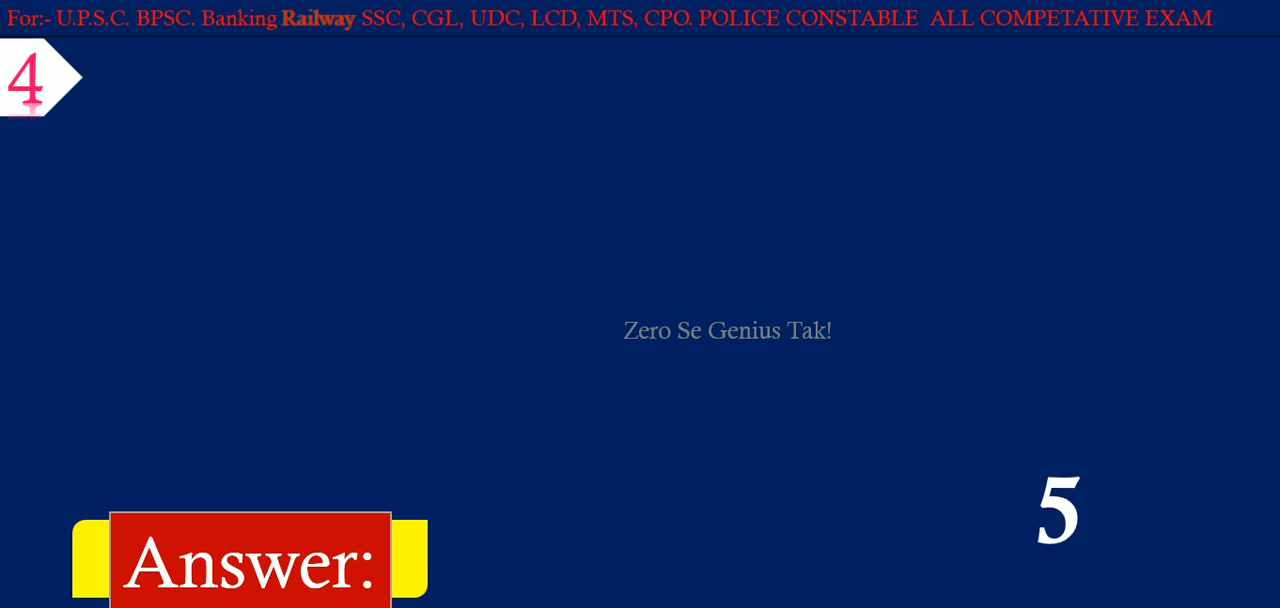 For:- U.P.S.C. BPSC. Banking Railway SSC, CGL, UDC, LCD, MTS, CPO. POLICE CONSTABLE  ALL COMPETATIVE EXAM
4
Zero Se Genius Tak!
5
Answer: